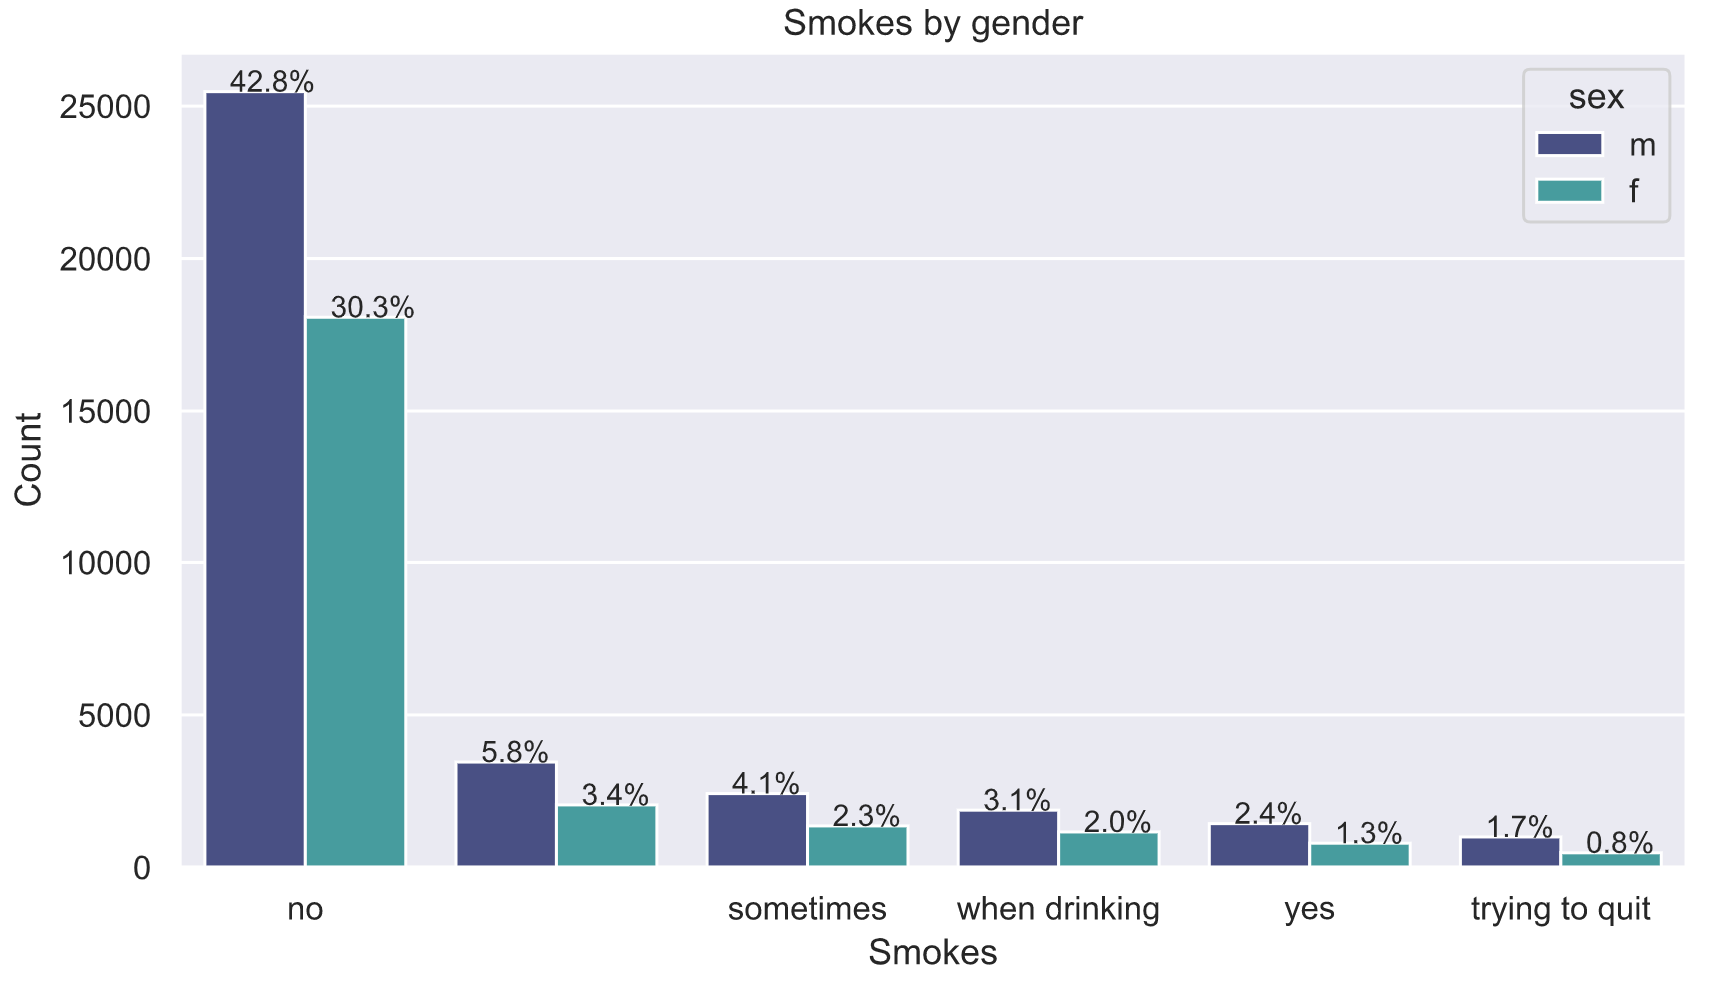 Smokes by gender
sex
m
f
42.8%
30.3%
5.8%
3.4%
4.1%
2.3%
3.1%
2.0%
2.4%
1.3%
1.7%
0.8%
25000
20000
15000
10000
5000
0
Count
no
sometimes
when drinking
yes
trying to quit
Smokes